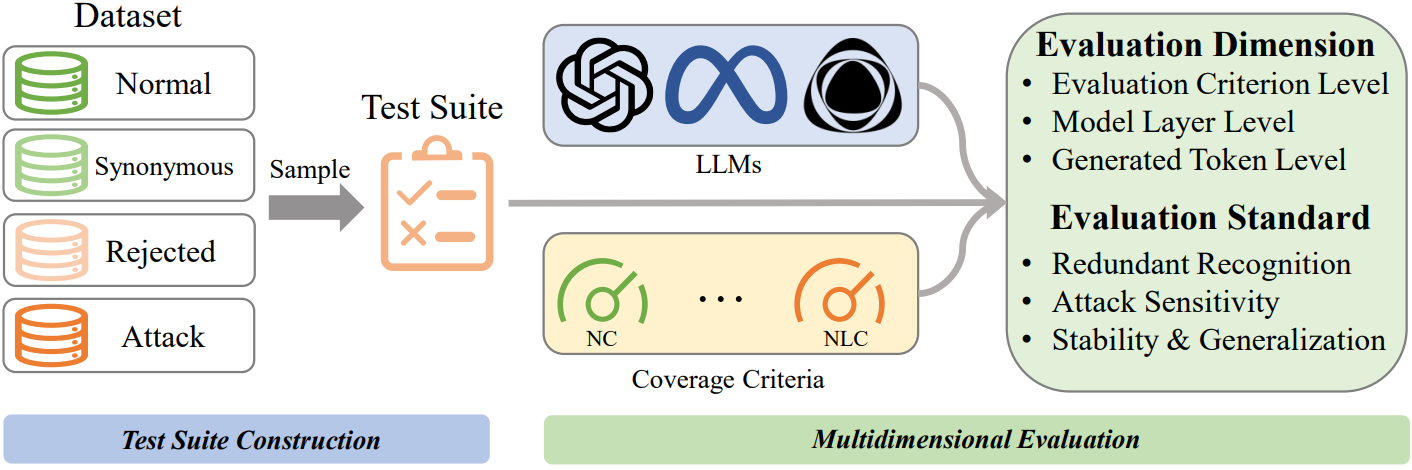 Dataset
Normal
Synonymous
Rejected
Attack
Sample
Test Suite
LLMs
NC
...
NLC
Coverage Criteria
Evaluation Dimension
• Evaluation Criterion Level
• Model Layer Level
• Generated Token Level
Evaluation Standard
• Redundant Recognition
• Attack Sensitivity
• Stability & Generalization
Test Suite Construction
Multidimensional Evaluation